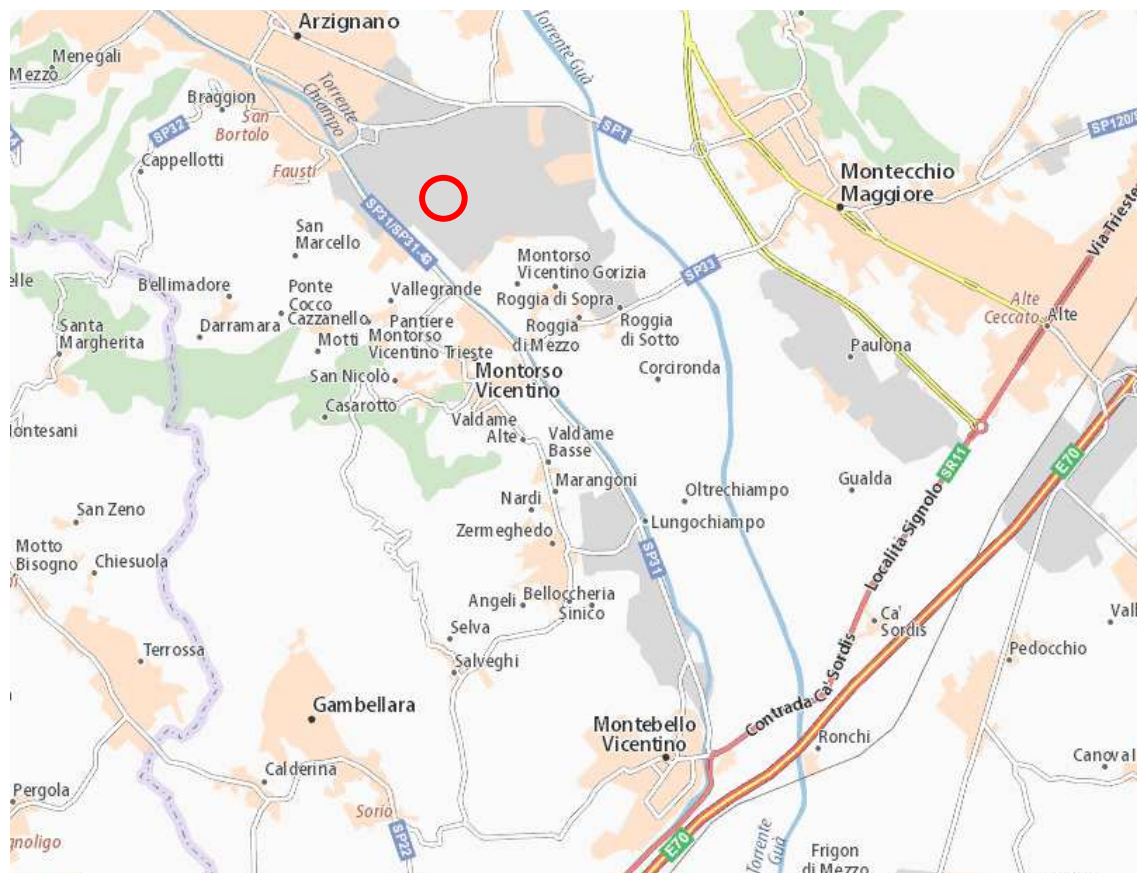 Arzignano
Torrente Guà
Menegali
Mezzo
Torrente
Chiampo
Braggion
San
Bortolo
SP32
SP1
SP120/
Cappellotti
Fausti
Montecchio
Maggiore
SP31/SP31-43
Via Trieste
San
Marcello
Montorso
Vicentino Gorizia
SP33
elle
Bellimadore
Ponte
Cocco
Vallegrande
Roggia di Sopra
Alte
Ceccato
Alte
Santa
Margherita
Darramara
Cazzanello
Pantiere
Roggia
di Mezzo
Roggia
di Sotto
Motti
Montorso
Vicentino Trieste
Paulona
San Nicolo
Montorso
Vicentino
Corcironda
Casarotto
Valdame
Alte
Valdame
Basse
ontesani
SR11
E70
Marangoni
Gualda
Nardi
Oltrechiampo
San Zeno
Lungochiampo
Zermeghedo
Località Signolo
Motto
Bisogno
Chiesuola
SP31
Angeli
Belloccheria
Sinico
Ca'
Sordis
Vall
Selva
Terrossa
Salveghi
Pedocchio
Contrada Ca' Sordis
Gambellara
Montebello
Vicentino
Ronchi
Canova
Calderina
Pergola
Sorio
gnoligo
SP22
E70
Torrente
Guà
Frigon
di Mezzo